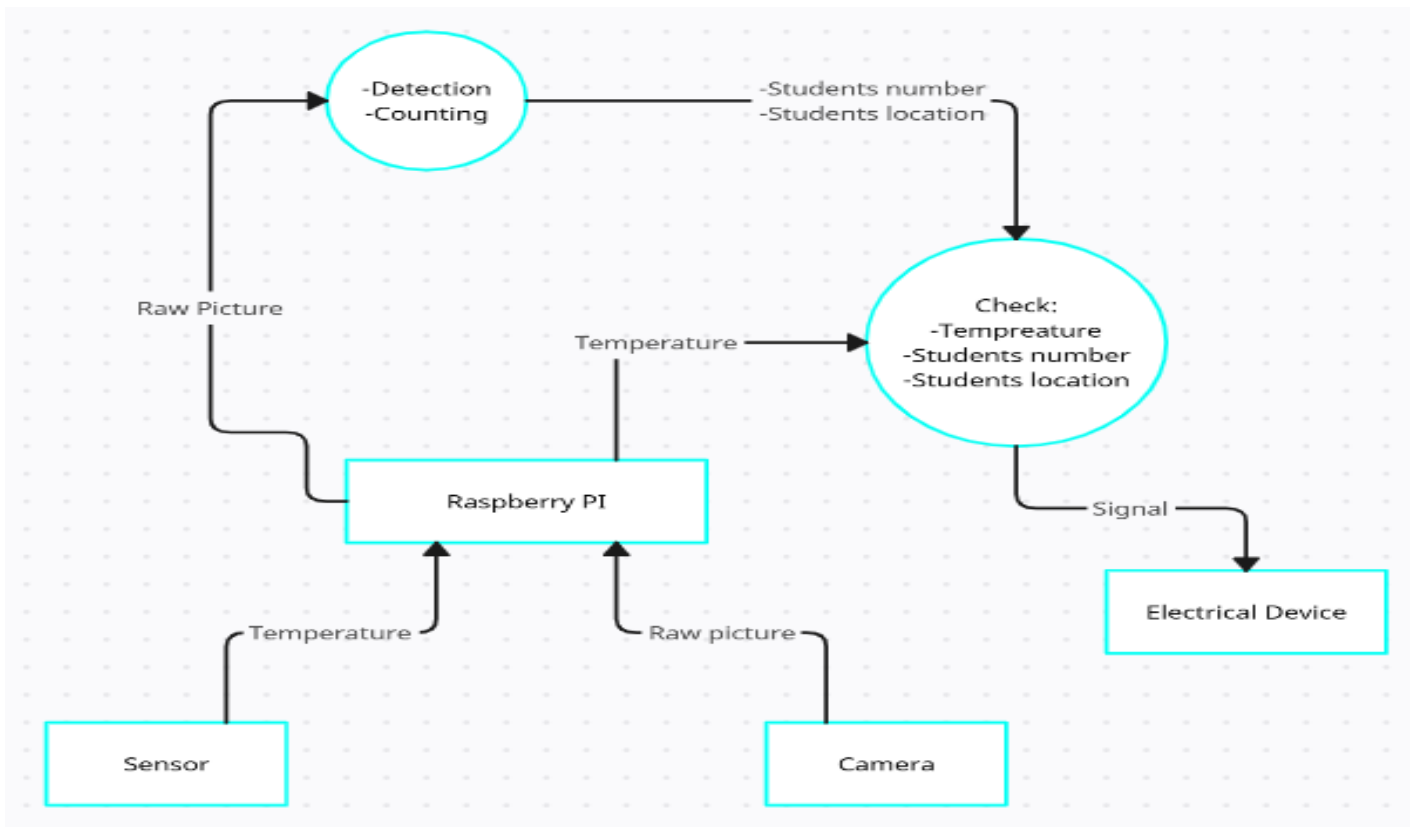 -Detection
-Counting
-Students number
-Students location
Raw Picture
Check:
-Tempreature
-Students number
-Students location
Temperature
Raspberry PI
Signal
Electrical Device
Temperature
Raw picture
Sensor
Camera